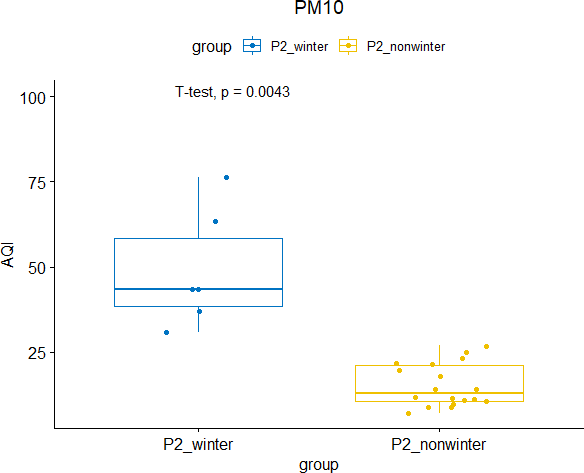 PM10
group P2_winter P2_nonwinter
T-test, p = 0.0043
100
75
50
25
AQI
P2_winter P2_nonwinter
group